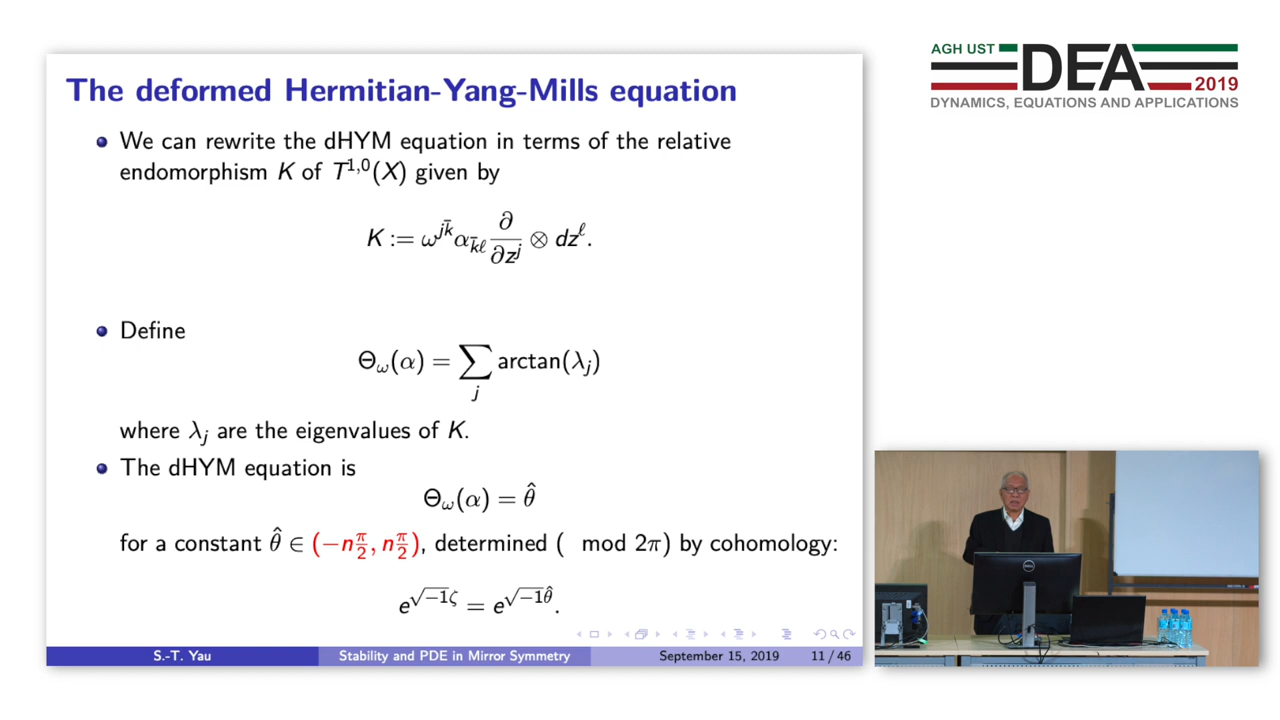 The deformed Hermitian-Yang-Mills equation
We can rewrite the dHYM equation in terms of the relative
endomorphism K of T^{1,0}(X) given by
K := ω^{j\bar{k}} α_{\bar{k}ℓ} ∂/∂z^j ⊗ dz^ℓ.
Define
Θ_ω(α) = ∑_j arctan(λ_j)
where λ_j are the eigenvalues of K.
The dHYM equation is
Θ_ω(α) = \hat{θ}
for a constant \hat{θ} ∈ (−n π/2, n π/2), determined ( mod 2π) by cohomology:
e^{√−1ζ} = e^{√−1\hat{θ}}.
S.-T. Yau
Stability and PDE in Mirror Symmetry
September 15, 2019
11 / 46
AGH UST
DEA
2019
DYNAMICS, EQUATIONS AND APPLICATIONS
DELL